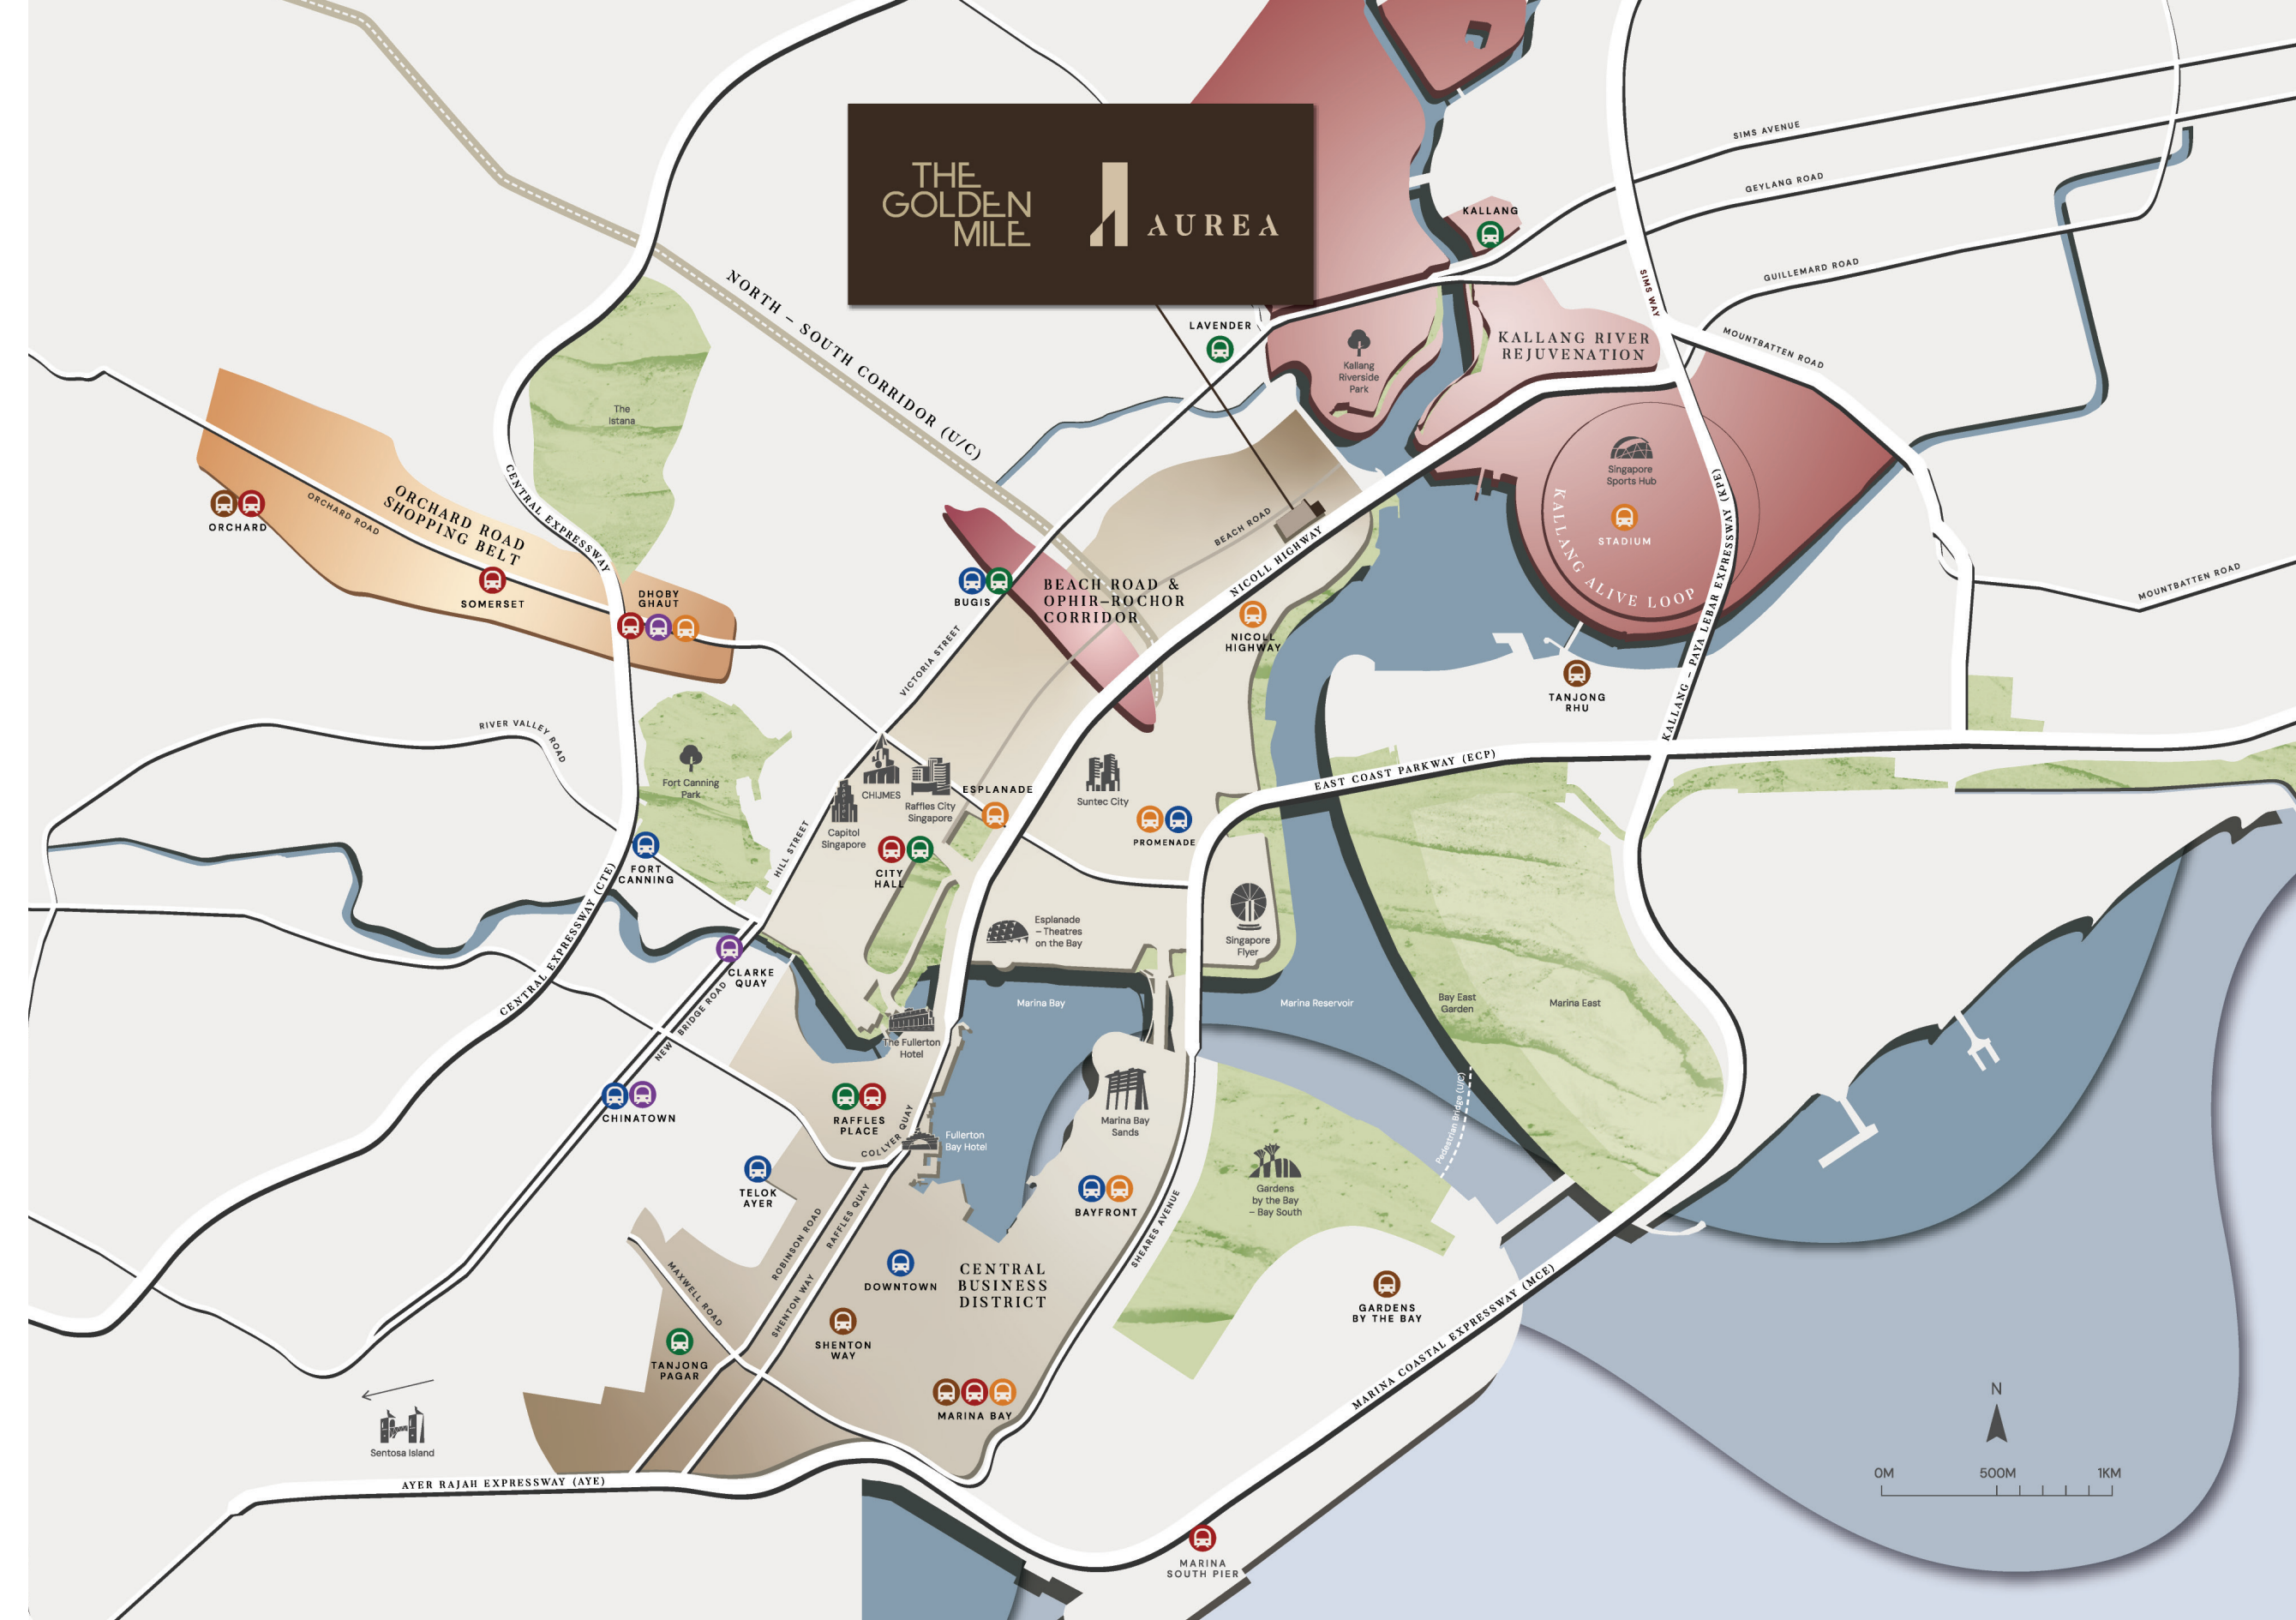 THE
GOLDEN
MILE
AUREA
SIMS AVENUE
GEYLANG ROAD
KALLANG
GUILLEMARD ROAD
SIMS WAY
NORTH – SOUTH CORRIDOR (U/C)
LAVENDER
KALLANG RIVER
REJUVENATION
MOUNTBATTEN ROAD
Kallang
Riverside
Park
The
Istana
CENTRAL EXPRESSWAY
ORCHARD ROAD
SHOPPING BELT
ORCHARD ROAD
ORCHARD
SOMERSET
DHOBY
GHAUT
Singapore
Sports Hub
STADIUM
KALLANG ALIVE LOOP
KALLANG – PAYA LEBAR EXPRESSWAY (KPE)
BEACH ROAD
NICOLL HIGHWAY
BUGIS
BEACH ROAD &
OPHIR–ROCHOR
CORRIDOR
NICOLL
HIGHWAY
MOUNTBATTEN ROAD
TANJONG
RHU
VICTORIA STREET
RIVER VALLEY ROAD
Fort Canning
Park
CHIJMES
Raffles City
Singapore
Capitol
Singapore
ESPLANADE
Suntec City
EAST COAST PARKWAY (ECP)
PROMENADE
HILL STREET
CITY
HALL
FORT
CANNING
CENTRAL EXPRESSWAY (CTE)
Esplanade
– Theatres
on the Bay
Singapore
Flyer
CLARKE
QUAY
NEW BRIDGE ROAD
Marina Bay
Marina Reservoir
Bay East
Garden
Marina East
The Fullerton
Hotel
CHINATOWN
RAFFLES
PLACE
COLLYER QUAY
Fullerton
Bay Hotel
Marina Bay
Sands
Pedestrian Bridge (U/C)
TELOK
AYER
BAYFRONT
Gardens
by the Bay
– Bay South
ROBINSON ROAD
RAFFLES QUAY
SHEARES AVENUE
MAXWELL ROAD
SHENTON WAY
DOWNTOWN
CENTRAL
BUSINESS
DISTRICT
GARDENS
BY THE BAY
SHENTON
WAY
TANJONG
PAGAR
MARINA BAY
MARINA COASTAL EXPRESSWAY (MCE)
Sentosa Island
AYER RAJAH EXPRESSWAY (AYE)
MARINA
SOUTH PIER
N
0M
500M
1KM